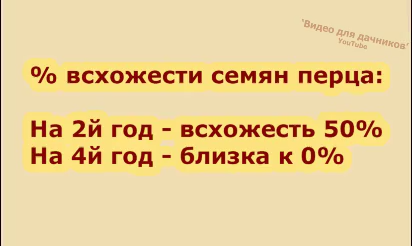 'Видео для дачников'
YouTube
% всхожести семян перца:
На 2й год - всхожесть 50%
На 4й год - близка к 0%